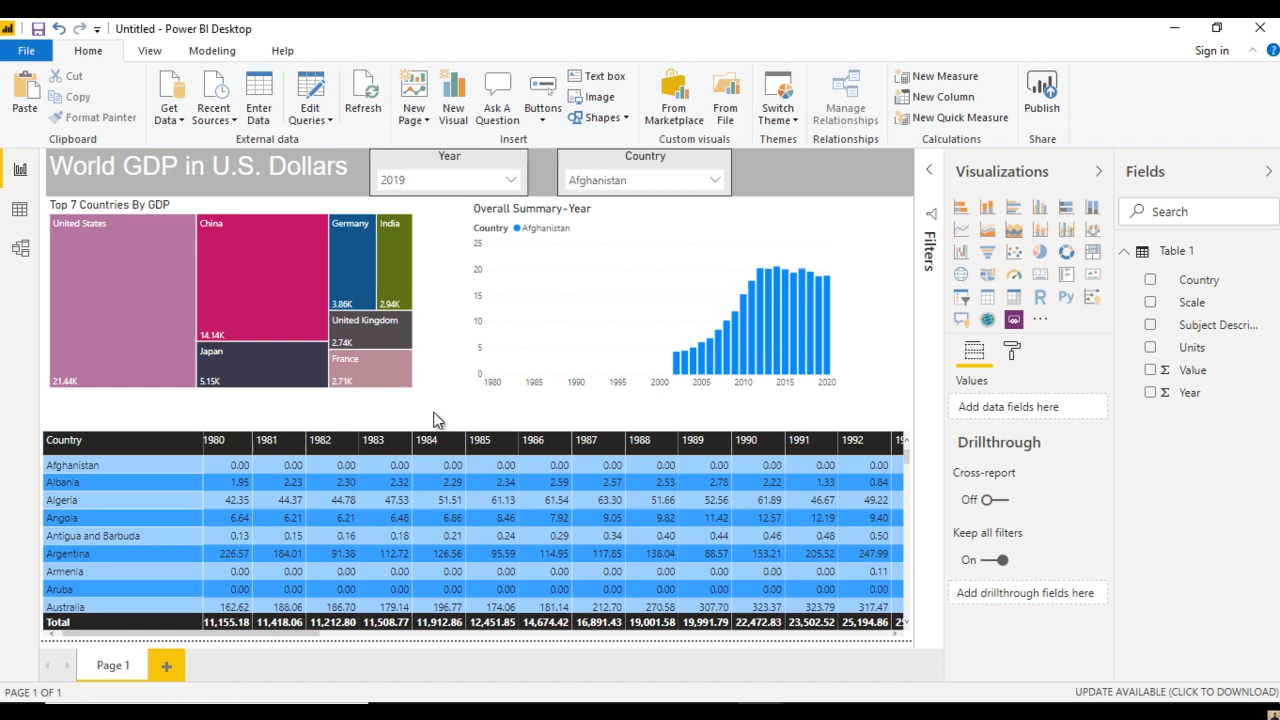 Untitled - Power BI Desktop
File Home View Modeling Help Sign in
Paste Cut Copy Format Painter Clipboard
Get Data Recent Sources Enter Data Edit Queries Refresh External data
New Page New Visual Ask A Question Buttons Text box Image Shapes Insert
From Marketplace From File Custom visuals
Switch Theme Themes
Manage Relationships Relationships
New Measure New Column New Quick Measure Calculations
Publish Share
World GDP in U.S. Dollars
Year
2019
Country
Afghanistan
Top 7 Countries By GDP
United States 21.44K
China 14.14K
Japan 5.15K
Germany 3.86K
India 2.94K
United Kingdom 2.74K
France 2.71K
Overall Summary-Year
Country Afghanistan
25
20
15
10
5
0
1980 1985 1990 1995 2000 2005 2010 2015 2020
Country 1980 1981 1982 1983 1984 1985 1986 1987 1988 1989 1990 1991 1992
Afghanistan 0.00 0.00 0.00 0.00 0.00 0.00 0.00 0.00 0.00 0.00 0.00 0.00 0.00
Albania 1.95 2.23 2.30 2.32 2.29 2.34 2.59 2.57 2.53 2.78 2.22 1.33 0.84
Algeria 42.35 44.37 44.78 47.53 51.51 61.13 61.54 63.30 51.66 52.56 61.89 46.67 49.22
Angola 6.64 6.21 6.21 6.48 6.86 8.46 7.92 9.05 9.82 11.42 12.57 12.19 9.40
Antigua and Barbuda 0.13 0.15 0.16 0.18 0.21 0.24 0.29 0.34 0.40 0.44 0.46 0.48 0.50
Argentina 226.57 184.01 91.38 112.72 126.56 95.59 114.95 117.85 138.04 88.57 153.21 205.52 247.99
Armenia 0.00 0.00 0.00 0.00 0.00 0.00 0.00 0.00 0.00 0.00 0.00 0.00 0.11
Aruba 0.00 0.00 0.00 0.00 0.00 0.00 0.00 0.00 0.00 0.00 0.00 0.00 0.00
Australia 162.62 188.06 186.70 179.14 196.77 174.06 181.14 212.70 270.58 307.70 323.37 323.79 317.47
Total 11,155.18 11,418.06 11,212.80 11,508.77 11,912.86 12,451.85 14,674.42 16,891.43 19,001.58 19,991.79 22,472.83 23,502.52 25,194.86
Filters
Visualizations
R Py
Values
Add data fields here
Drillthrough
Cross-report
Off
Keep all filters
On
Add drillthrough fields here
Fields
Search
Table 1
Country
Scale
Subject Descri...
Units
Σ Value
Σ Year
Page 1
PAGE 1 OF 1
UPDATE AVAILABLE (CLICK TO DOWNLOAD)